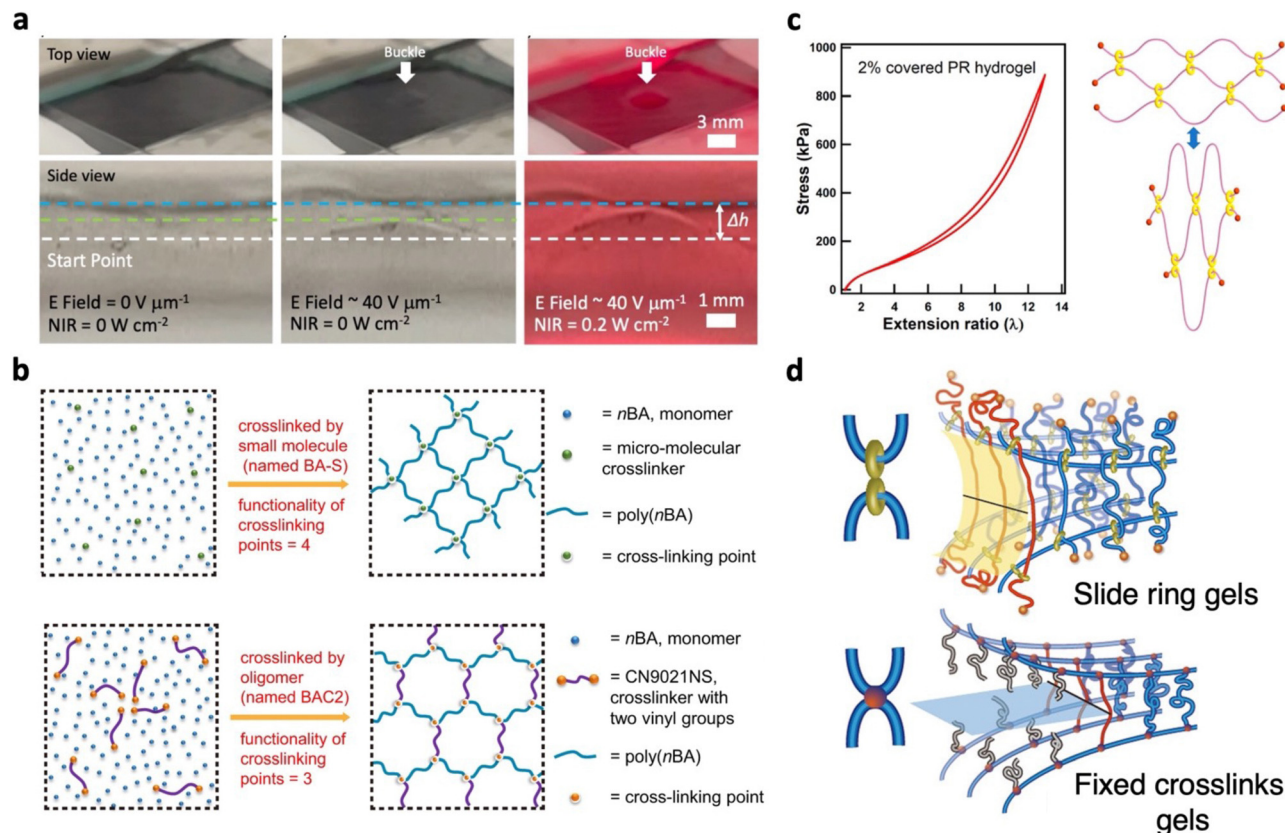 a
Top view
Buckle
Buckle
3 mm
Side view
Δh
Start Point
E Field = 0 V μm⁻¹
NIR = 0 W cm⁻²
E Field ~ 40 V μm⁻¹
NIR = 0 W cm⁻²
E Field ~ 40 V μm⁻¹
NIR = 0.2 W cm⁻²
1 mm
b
crosslinked by
small molecule
(named BA-S)
functionality of
crosslinking
points = 4
= nBA, monomer
= micro-molecular
crosslinker
= poly(nBA)
= cross-linking point
crosslinked by
oligomer
(named BAC2)
functionality of
crosslinking
points = 3
= nBA, monomer
= CN9021NS,
crosslinker with
two vinyl groups
= poly(nBA)
= cross-linking point
c
2% covered PR hydrogel
Stress (kPa)
1000
800
600
400
200
0
2 4 6 8 10 12 14
Extension ratio (λ)
d
Slide ring gels
Fixed crosslinks
gels